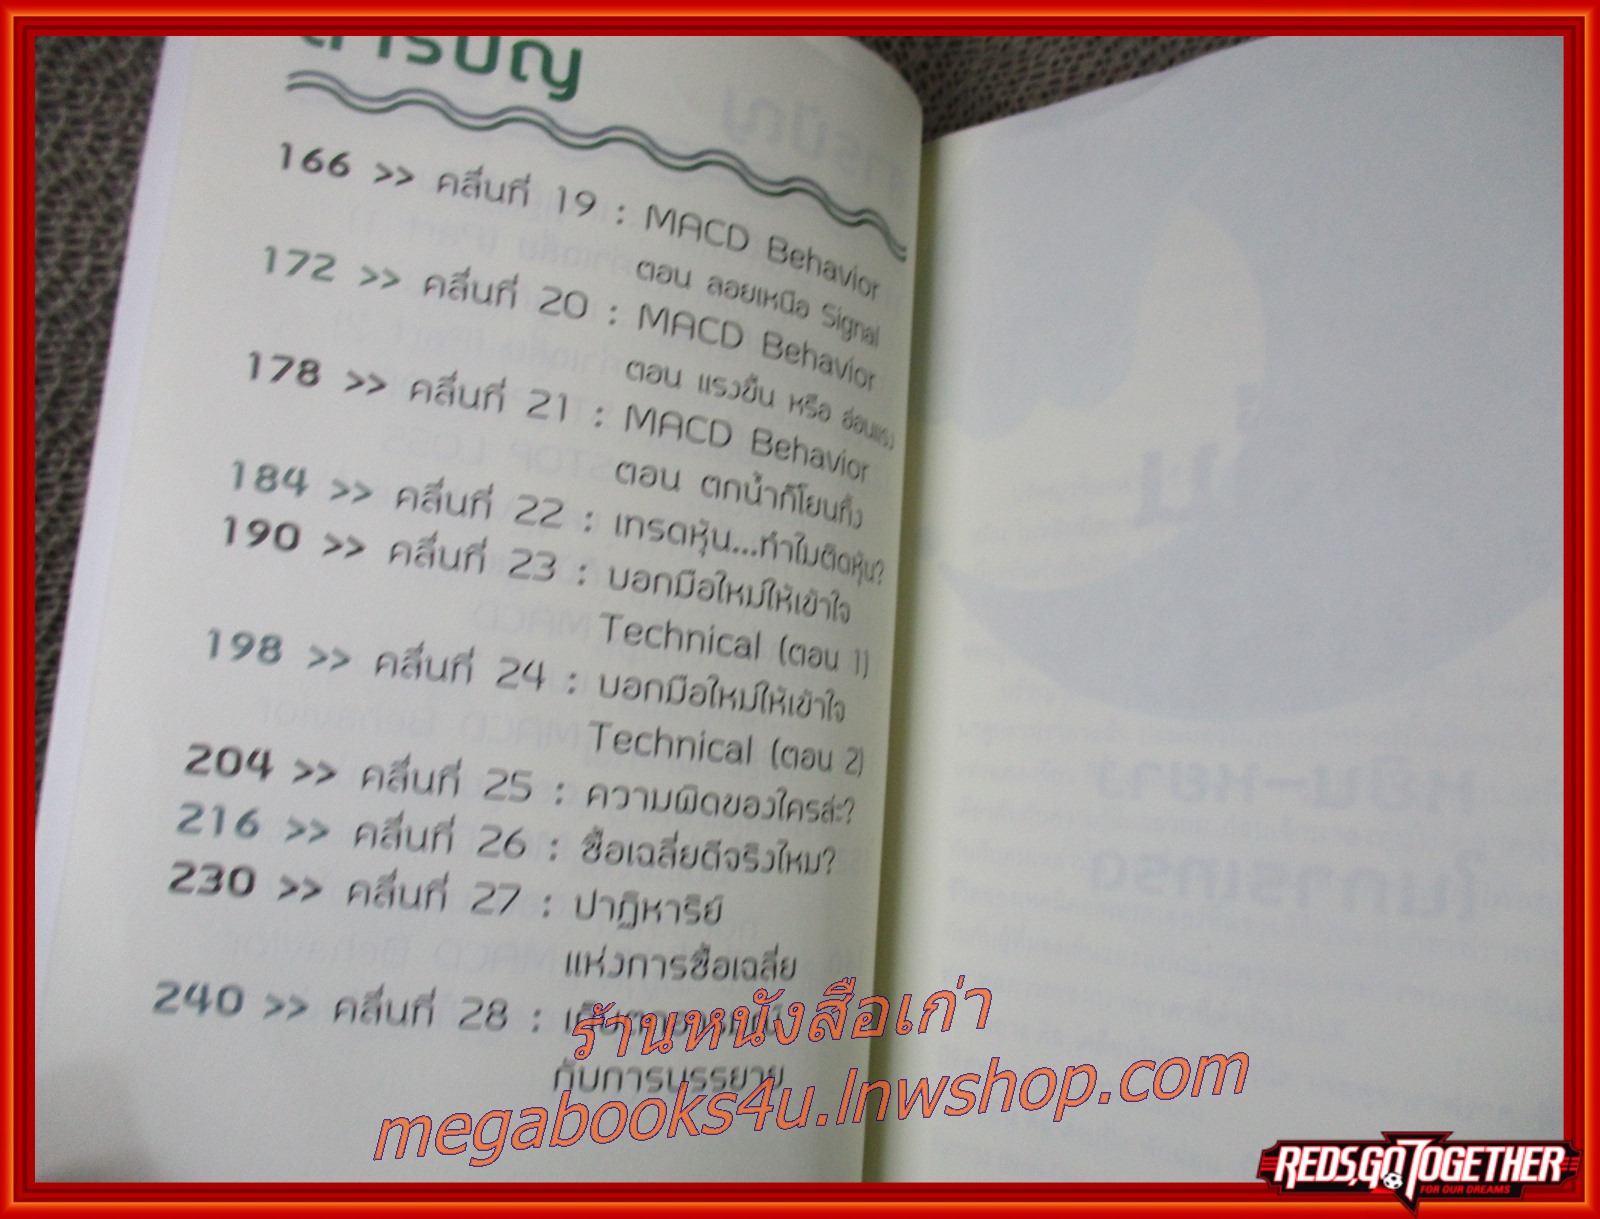 สารบัญ
166 >> คลื่นที่ 19 : MACD Behavior
ตอน ลอยเหนือ Signal
172 >> คลื่นที่ 20 : MACD Behavior
ตอน แรงขึ้น หรือ อ่อนแรง
178 >> คลื่นที่ 21 : MACD Behavior
ตอน ตกน้ำก็โยนทิ้ง
184 >> คลื่นที่ 22 : เทรดหุ้น...ทำไมติดหุ้น?
190 >> คลื่นที่ 23 : บอกมือใหม่ให้เข้าใจ
Technical (ตอน 1)
198 >> คลื่นที่ 24 : บอกมือใหม่ให้เข้าใจ
Technical (ตอน 2)
204 >> คลื่นที่ 25 : ความผิดของใครล่ะ?
216 >> คลื่นที่ 26 : ซื้อเฉลี่ยดีจริงไหม?
230 >> คลื่นที่ 27 : ปาฏิหาริย์
แห่งการซื้อเฉลี่ย
240 >> คลื่นที่ 28 :
กับการบรรยาย
ร้านหนังสือเก่า
megabooks4u.lnwshop.com
REDS,GO TOGETHER
FOR OUR DREAMS